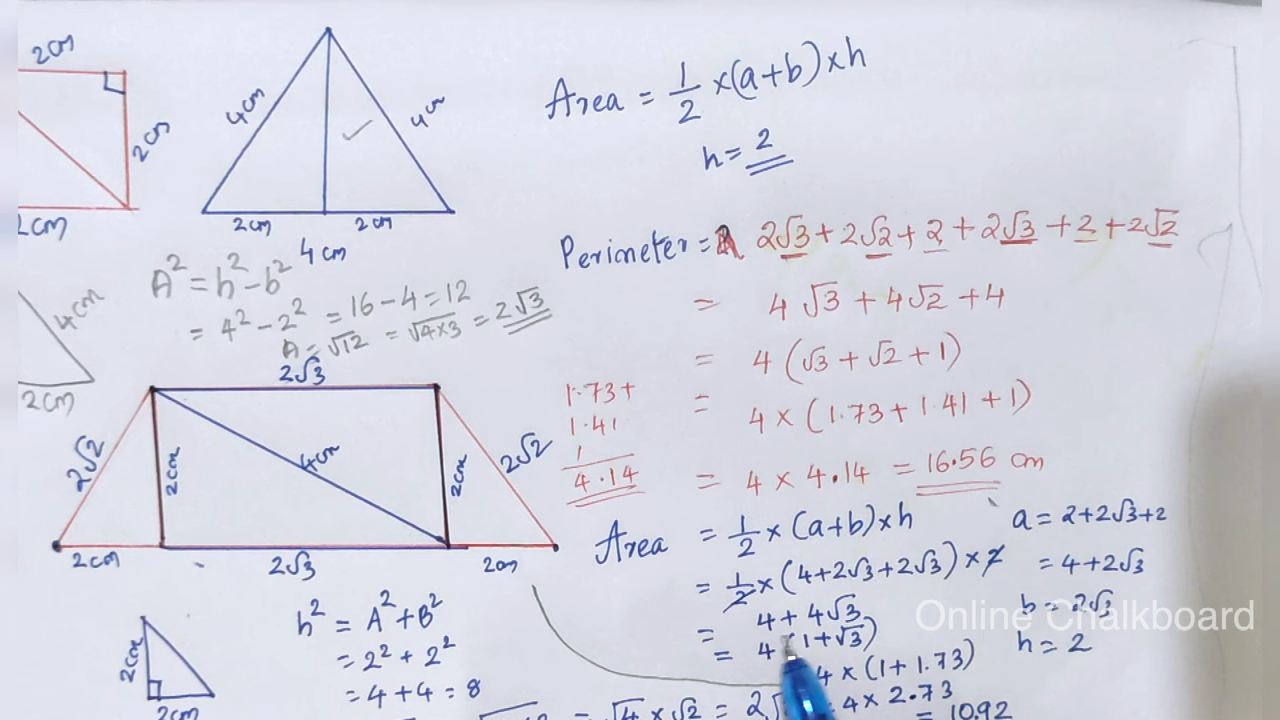 2cm
2cm
2cm
4cm
4cm
2cm 2cm
4cm
A² = h² - b²
= 4² - 2² = 16 - 4 = 12
A = √12 = √4×3 = 2√3
4cm
2cm
2√3
2√2
2cm
4cm
2cm
2√2
2cm
2√3
2cm
2cm
2cm
h² = A² + B²
= 2² + 2²
= 4 + 4 = 8
= √4 × √2 = 2√
Area = 1/2 × (a+b) × h
h = 2
Perimeter = 2√3 + 2√2 + 2 + 2√3 + 2 + 2√2
= 4√3 + 4√2 + 4
= 4(√3 + √2 + 1)
= 4 × (1.73 + 1.41 + 1)
= 4 × 4.14 = 16.56 cm
1.73+
1.41
1
4.14
Area = 1/2 × (a+b) × h
= 1/2 × (4+2√3+2√3) × 2
= 4 + 4√3
= 4 (1+√3)
4 × (1+1.73)
= 4 × 2.73
= 10.92
a = 2+2√3+2
= 4+2√3
b = 2√3
h = 2
Online Chalkboard